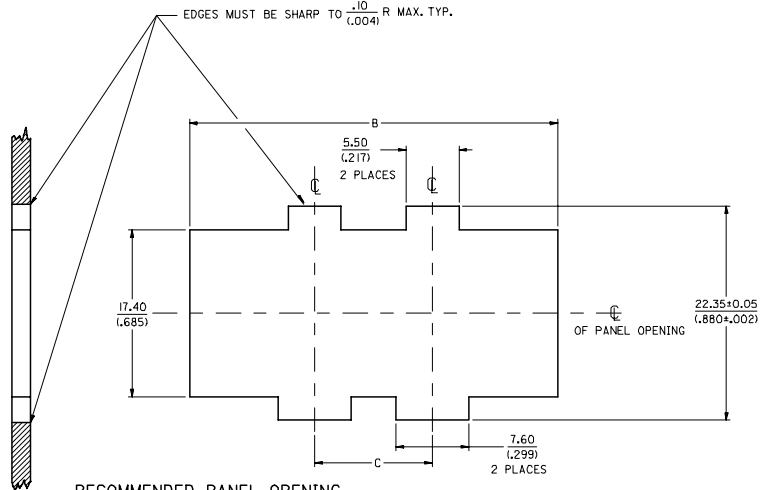 EDGES MUST BE SHARP TO .10 (.004) R MAX. TYP.
B
5.50
(.217)
2 PLACES
℄ ℄
17.40
(.685)
22.35±0.05
(.880±.002)
℄
OF PANEL OPENING
7.60
(.299)
2 PLACES
C
RECOMMENDED PANEL OPENING